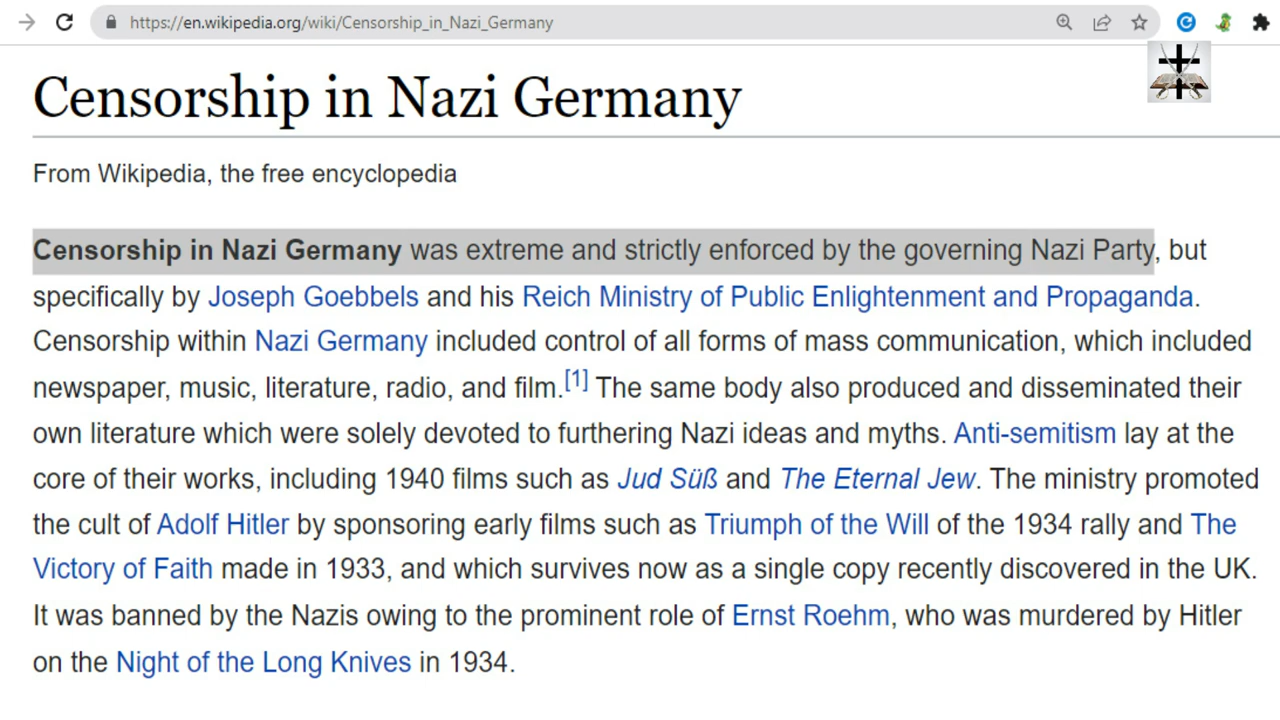 https://en.wikipedia.org/wiki/Censorship_in_Nazi_Germany
Censorship in Nazi Germany
From Wikipedia, the free encyclopedia
Censorship in Nazi Germany was extreme and strictly enforced by the governing Nazi Party, but
specifically by Joseph Goebbels and his Reich Ministry of Public Enlightenment and Propaganda.
Censorship within Nazi Germany included control of all forms of mass communication, which included
newspaper, music, literature, radio, and film.[1] The same body also produced and disseminated their
own literature which were solely devoted to furthering Nazi ideas and myths. Anti-semitism lay at the
core of their works, including 1940 films such as Jud Süß and The Eternal Jew. The ministry promoted
the cult of Adolf Hitler by sponsoring early films such as Triumph of the Will of the 1934 rally and The
Victory of Faith made in 1933, and which survives now as a single copy recently discovered in the UK.
It was banned by the Nazis owing to the prominent role of Ernst Roehm, who was murdered by Hitler
on the Night of the Long Knives in 1934.